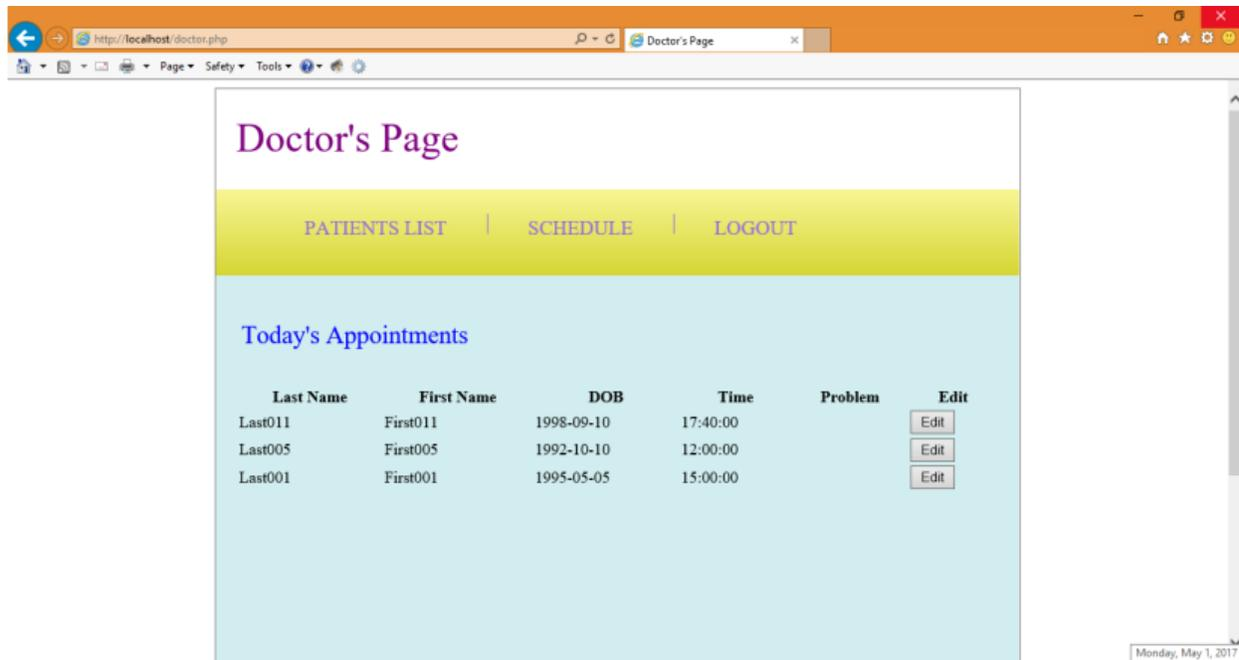 http://localhost/doctor.php
Doctor's Page
Page Safety Tools
Doctor's Page
PATIENTS LIST | SCHEDULE | LOGOUT
Today's Appointments
Last Name First Name DOB Time Problem Edit
Last011 First011 1998-09-10 17:40:00 Edit
Last005 First005 1992-10-10 12:00:00 Edit
Last001 First001 1995-05-05 15:00:00 Edit
Monday, May 1, 2017